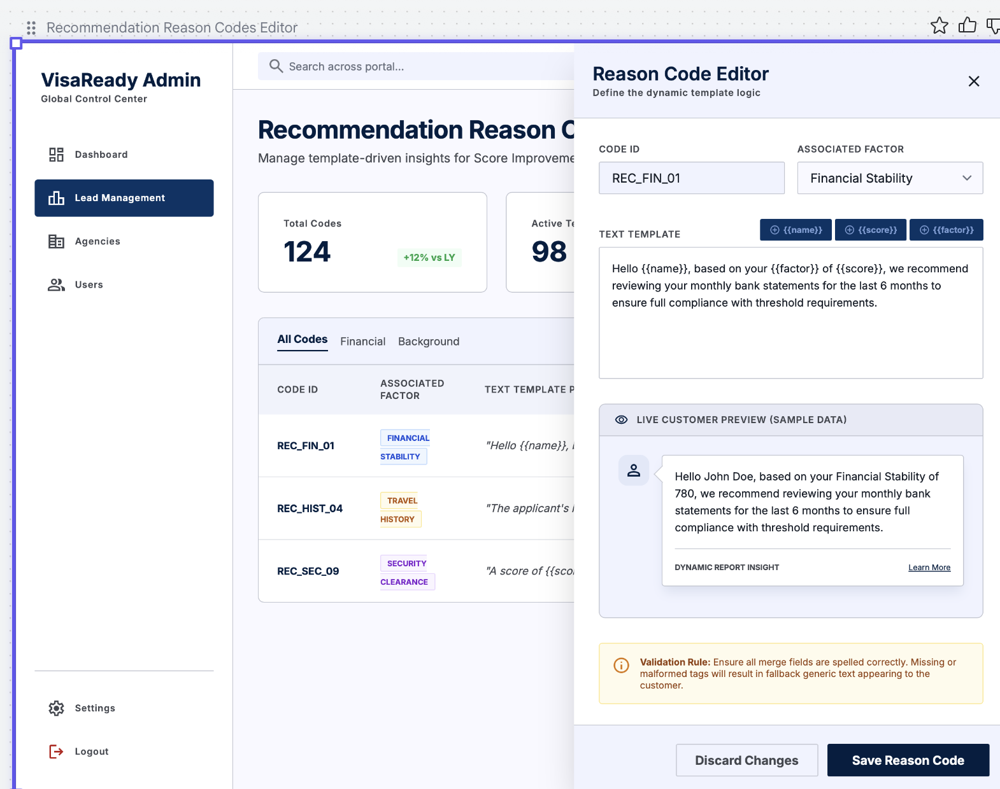 Recommendation Reason Codes Editor
VisaReady Admin
Global Control Center
Dashboard
Lead Management
Agencies
Users
Settings
Logout
Search across portal...
Recommendation Reason C
Manage template-driven insights for Score Improveme
Total Codes
124
+12% vs LY
Active Te
98
All Codes Financial Background
CODE ID
ASSOCIATED
FACTOR
TEXT TEMPLATE P
REC_FIN_01
FINANCIAL
STABILITY
"Hello {{name}}, b
REC_HIST_04
TRAVEL
HISTORY
"The applicant's h
REC_SEC_09
SECURITY
CLEARANCE
"A score of {{scor
Reason Code Editor
Define the dynamic template logic
CODE ID
REC_FIN_01
ASSOCIATED FACTOR
Financial Stability
TEXT TEMPLATE
{{name}} {{score}} {{factor}}
Hello {{name}}, based on your {{factor}} of {{score}}, we recommend
reviewing your monthly bank statements for the last 6 months to
ensure full compliance with threshold requirements.
LIVE CUSTOMER PREVIEW (SAMPLE DATA)
Hello John Doe, based on your Financial Stability of
780, we recommend reviewing your monthly bank
statements for the last 6 months to ensure full
compliance with threshold requirements.
DYNAMIC REPORT INSIGHT
Learn More
Validation Rule: Ensure all merge fields are spelled correctly. Missing or
malformed tags will result in fallback generic text appearing to the
customer.
Discard Changes
Save Reason Code